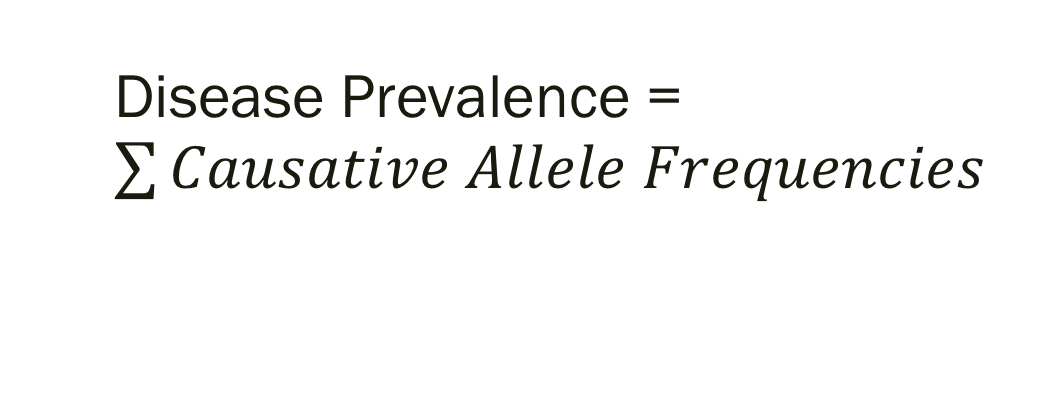 Disease Prevalence =
∑ Causative Allele Frequencies